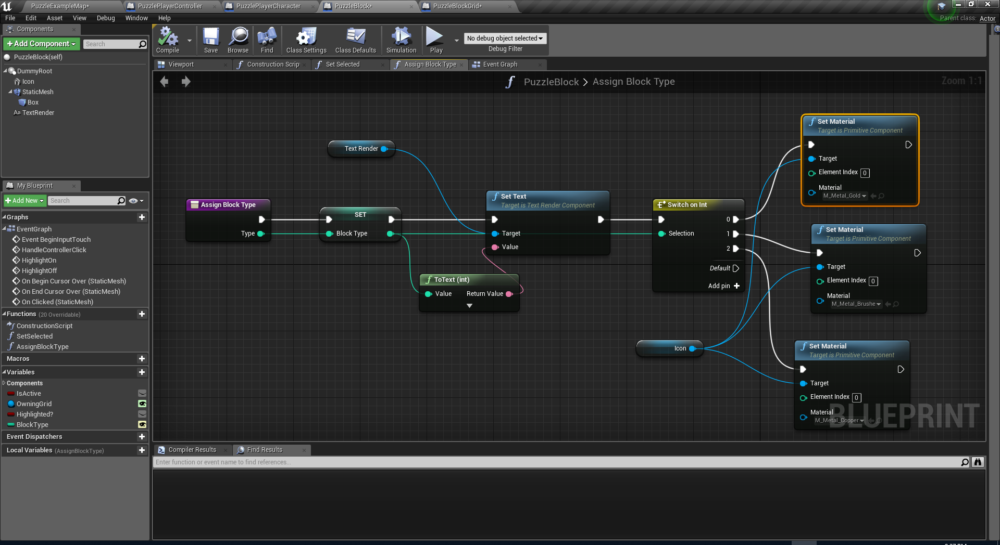 PuzzleExampleMap*
PuzzlePlayerController
PuzzlePlayerCharacter
PuzzleBlock*
PuzzleBlockGrid*
File Edit Asset View Debug Window Help
Parent class: Actor
Components
+Add Component
Search
PuzzleBlock(self)
DummyRoot
Icon
StaticMesh
Box
Aa TextRender
My Blueprint
+Add New
Search
Graphs
EventGraph
Event BeginInputTouch
HandleControllerClick
HighlightOn
HighlightOff
On Begin Cursor Over (StaticMesh)
On End Cursor Over (StaticMesh)
On Clicked (StaticMesh)
Functions (20 Overridable)
ConstructionScript
SetSelected
AssignBlockType
Macros
Variables
Components
IsActive
OwningGrid
Highlighted?
BlockType
Event Dispatchers
Local Variables (AssignBlockType)
Compile
Save
Browse
Find
Class Settings
Class Defaults
Simulation
Play
No debug object selected
Debug Filter
Viewport
f Construction Scrip
f Set Selected
f Assign Block Type
Event Graph
f PuzzleBlock > Assign Block Type
Zoom 1:1
Text Render
Assign Block Type
Type
SET
Block Type
f Set Text
Target is Text Render Component
Target
Value
f ToText (int)
Value Return Value
Switch on Int
0
Selection 1
2
Default
Add pin +
Icon
f Set Material
Target is Primitive Component
Target
Element Index 0
Material
M_Metal_Gold
f Set Material
Target is Primitive Component
Target
Element Index 0
Material
M_Metal_Brushe
f Set Material
Target is Primitive Component
Target
Element Index 0
Material
M_Metal_Copper
BLUEPRINT
Compiler Results
Find Results
Enter function or event name to find references...